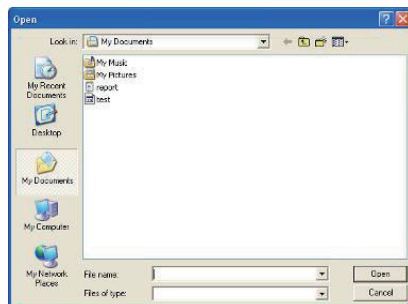 Open
Look in:
My Documents
My Recent
Documents
Desktop
My Documents
My Computer
My Network
Places
My Music
My Pictures
report
test
File name:
Open
Files of type:
Cancel